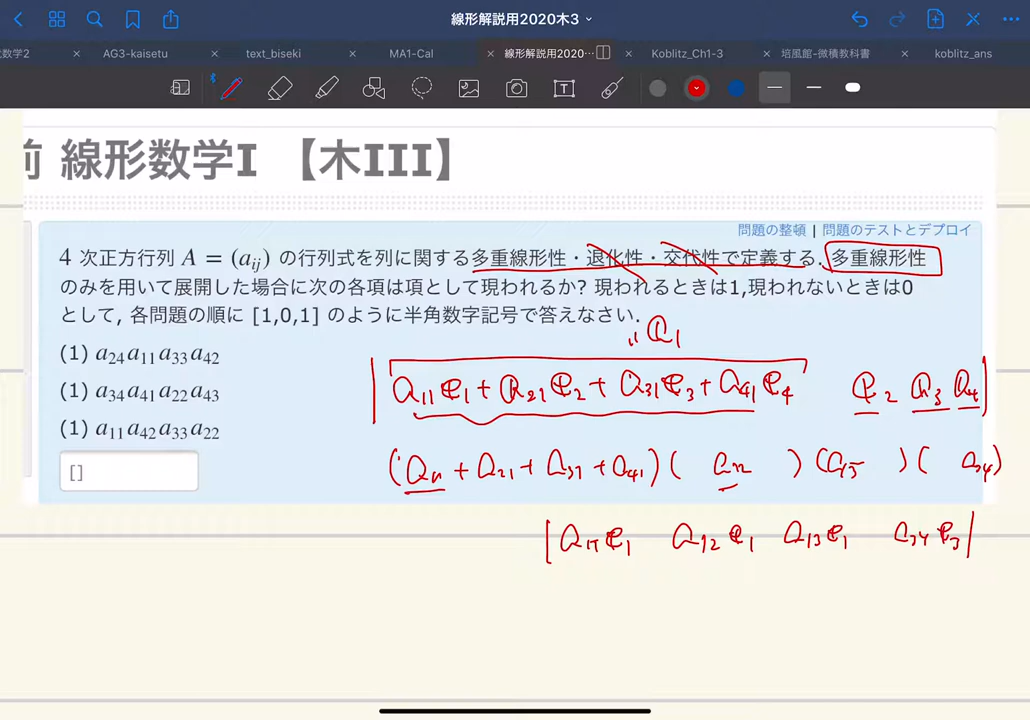 線形解説用2020木3
代数学2 × AG3-kaisetu × text_biseki × MA1-Cal × 線形解説用2020… × Koblitz_Ch1-3 × 培風館-微積教科書 × koblitz_ans
前 線形数学I 【木III】
問題の整頓 | 問題のテストとデプロイ
4 次正方行列 A = (a_{ij}) の行列式を列に関する多重線形性・退化性・交代性で定義する. 多重線形性
のみを用いて展開した場合に次の各項は項として現われるか? 現われるときは1,現われないときは0
として, 各問題の順に [1,0,1] のように半角数字記号で答えなさい.
(1) a_{24}a_{11}a_{33}a_{42}
(1) a_{34}a_{41}a_{22}a_{43}
(1) a_{11}a_{42}a_{33}a_{22}
[]
a_1
| a_{11}e_1 + a_{21}e_2 + a_{31}e_3 + a_{41}e_4 a_2 a_3 a_4 |
(a_{11} + a_{21} + a_{31} + a_{41}) ( ) ( ) ( a_{34})
| a_{11}e_1 a_{12}e_1 a_{13}e_1 a_{34}e_3 |